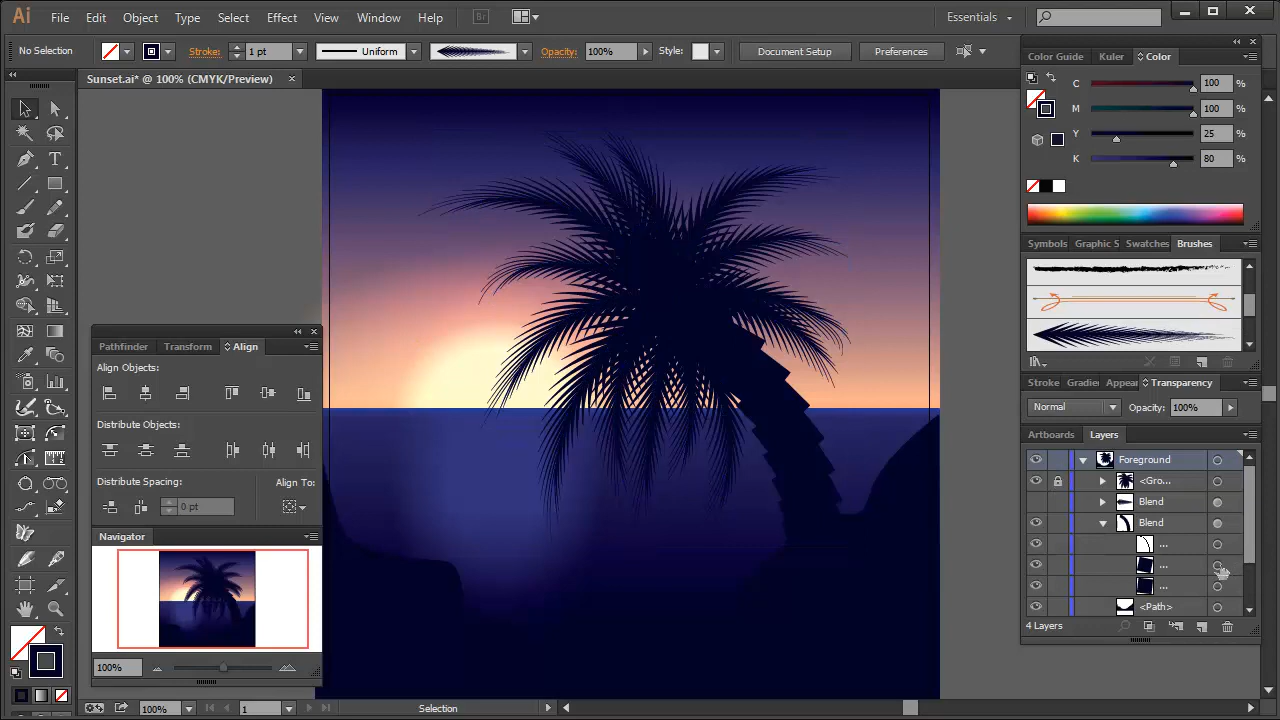 Ai File Edit Object Type Select Effect View Window Help Br Essentials
No Selection Stroke: 1 pt Uniform Opacity: 100% Style: Document Setup Preferences
Sunset.ai* @ 100% (CMYK/Preview)
Color Guide Kuler Color
C 100 %
M 100 %
Y 25 %
K 80 %
Symbols Graphic S Swatches Brushes
Stroke Gradie Appear Transparency
Normal Opacity: 100%
Artboards Layers
Foreground
<Gro...
Blend
Blend
...
...
...
<Path>
4 Layers
Pathfinder Transform Align
Align Objects:
Distribute Objects:
Distribute Spacing: Align To:
0 pt
Navigator
100%
100% 1 Selection